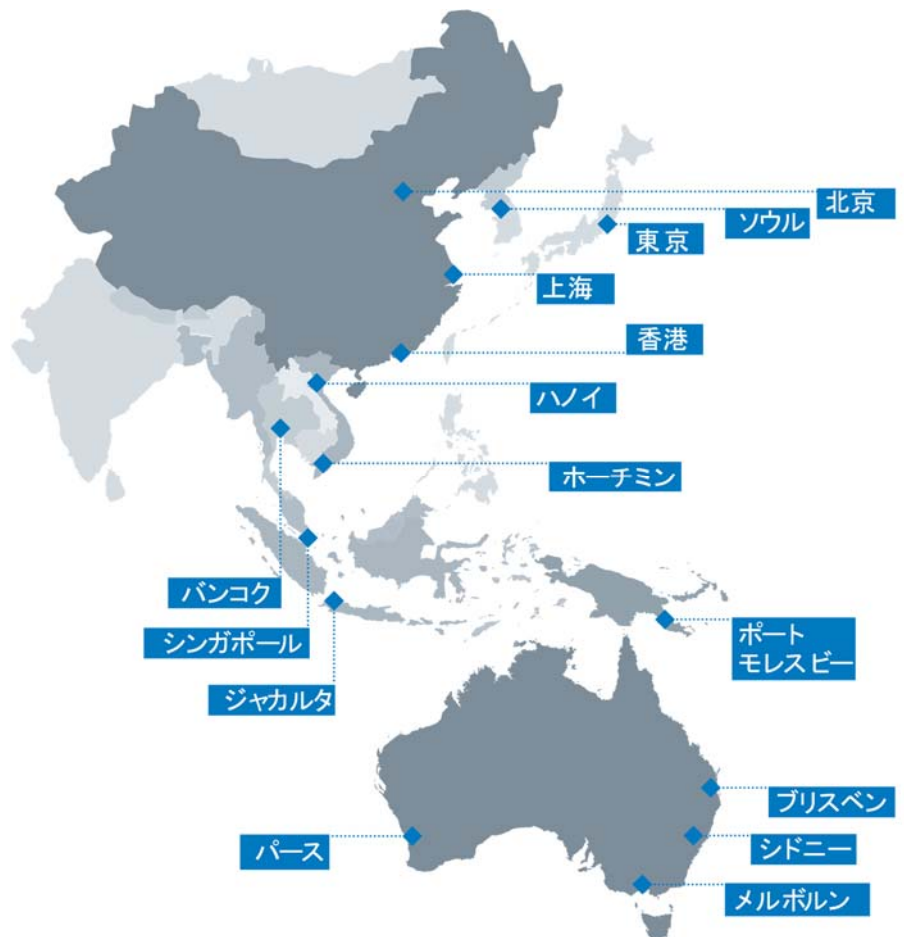 北京
ソウル
東京
上海
香港
ハノイ
ホーチミン
バンコク
シンガポール
ジャカルタ
ポート
モレスビー
ブリスベン
パース
シドニー
メルボルン